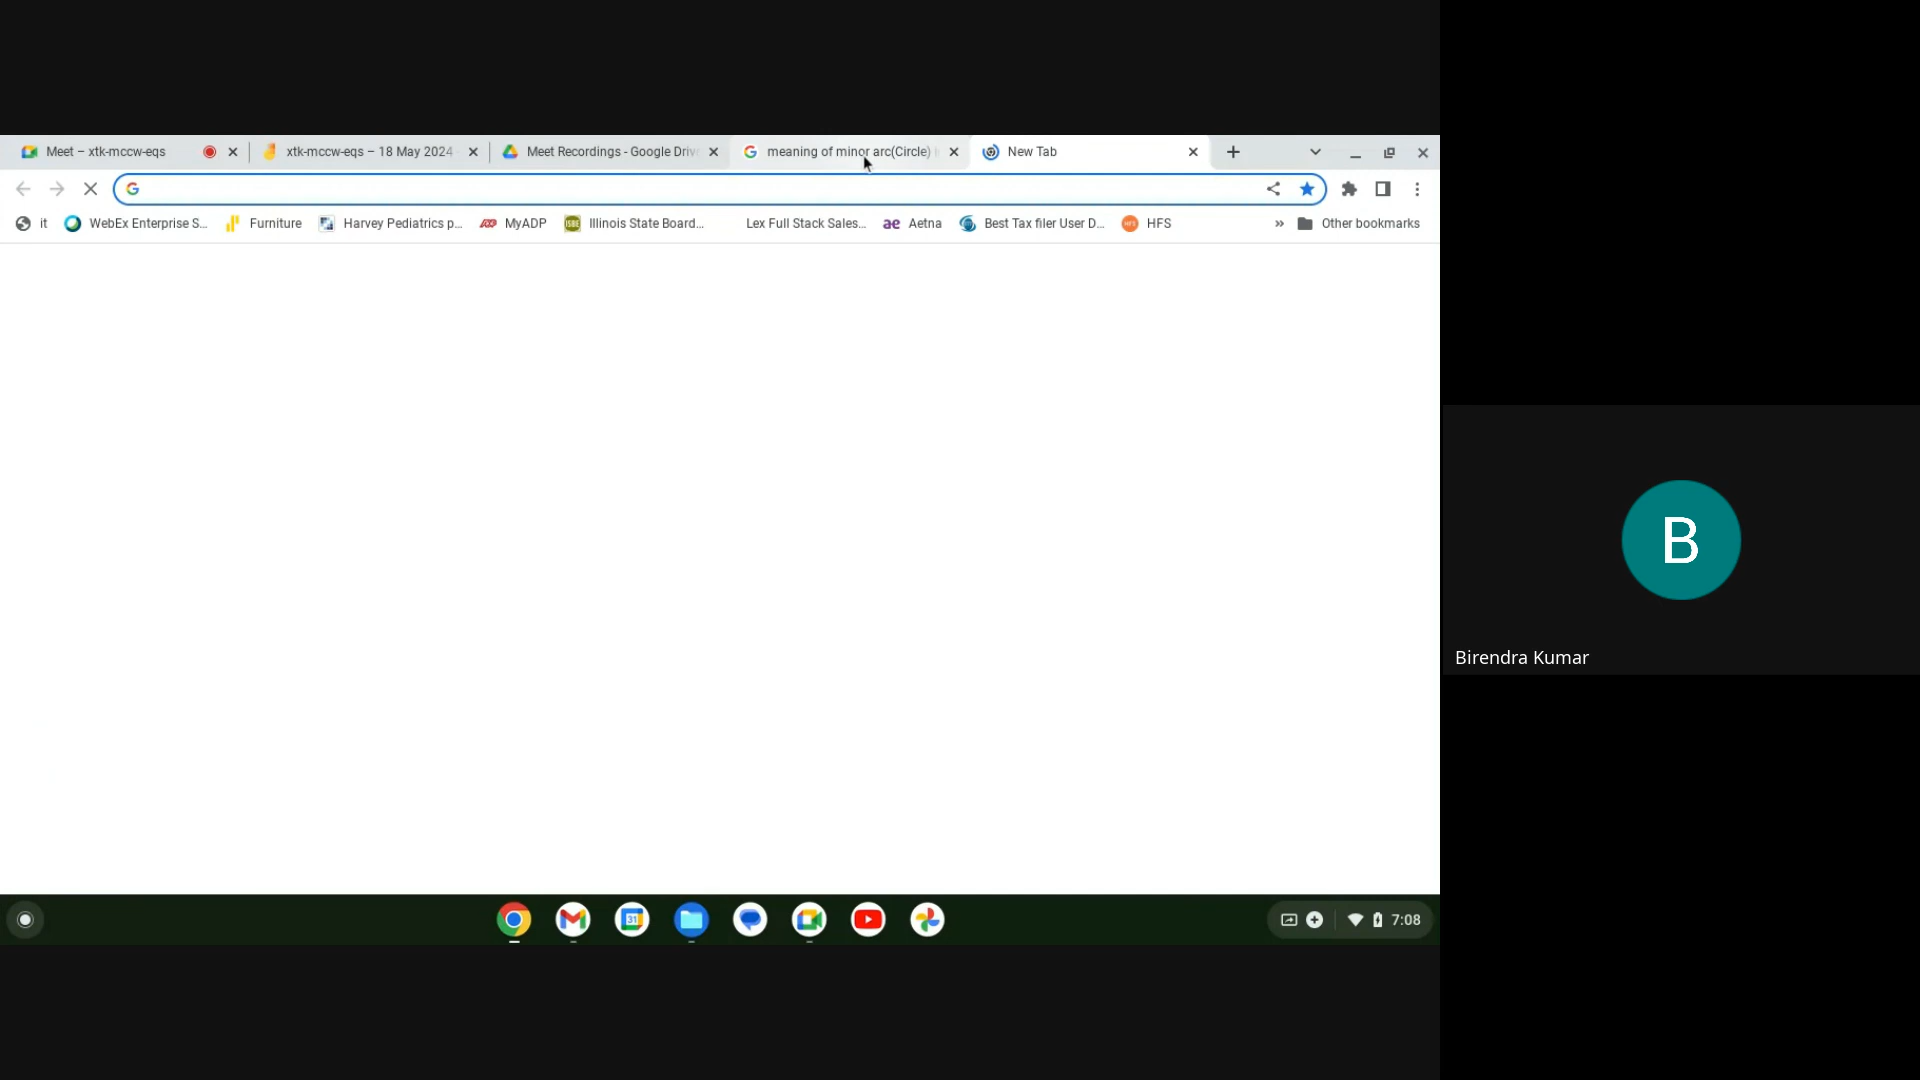 Meet – xtk-mccw-eqs
xtk-mccw-eqs – 18 May 2024
Meet Recordings - Google Driv
meaning of minor arc(Circle)
New Tab
it
WebEx Enterprise S...
Furniture
Harvey Pediatrics p...
MyADP
Illinois State Board...
Lex Full Stack Sales...
Aetna
Best Tax filer User D...
HFS
Other bookmarks
B
Birendra Kumar
31
7:08